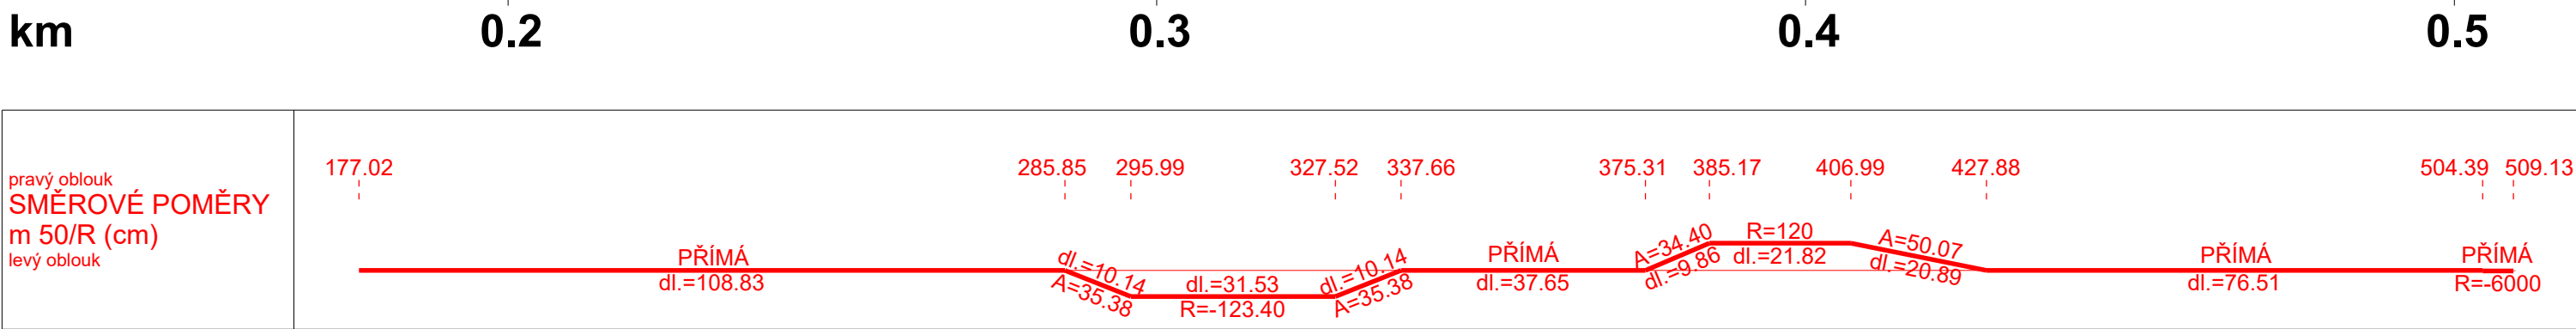 km 0.2 0.3 0.4 0.5
177.02 285.85 295.99 327.52 337.66 375.31 385.17 406.99 427.88 504.39 509.13
pravý oblouk
SMĚROVÉ POMĚRY
m 50/R (cm)
levý oblouk
PŘÍMÁ
dl.=108.83
dl.=10.14
A=35.38
dl.=31.53
R=-123.40
dl.=10.14
A=35.38
PŘÍMÁ
dl.=37.65
A=34.40
dl.=9.86
R=120
dl.=21.82
A=50.07
dl.=20.89
PŘÍMÁ
dl.=76.51
PŘÍMÁ
R=-6000